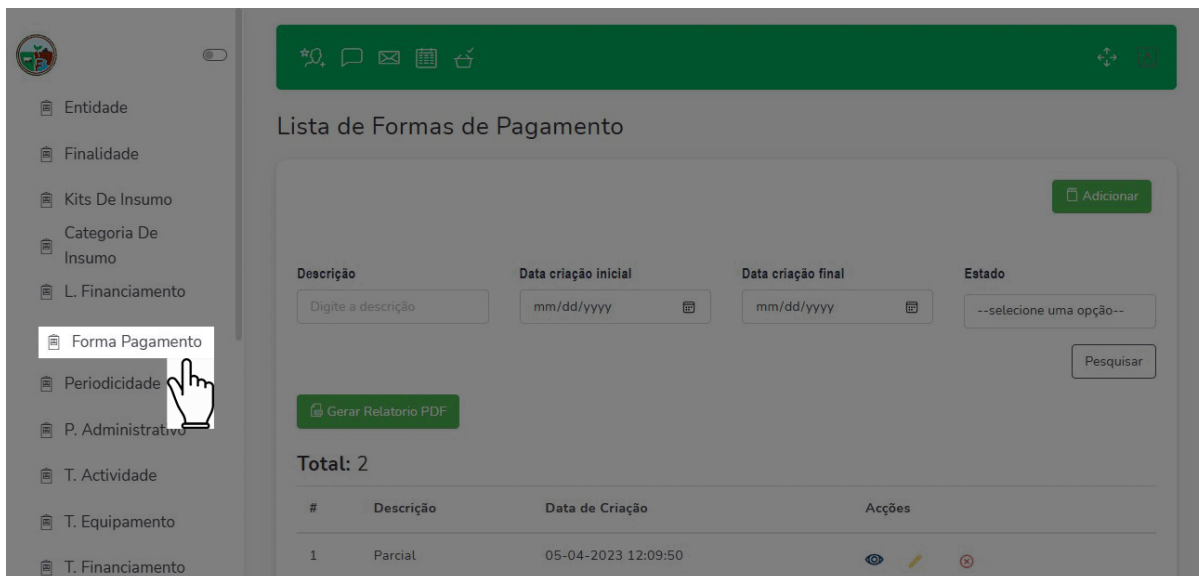 Entidade
Finalidade
Kits De Insumo
Categoria De
Insumo
L. Financiamento
Forma Pagamento
Periodicidade
P. Administrativo
T. Actividade
T. Equipamento
T. Financiamento
Lista de Formas de Pagamento
Adicionar
Descrição
Data criação inicial
Data criação final
Estado
Digite a descrição
mm/dd/yyyy
mm/dd/yyyy
--selecione uma opção--
Pesquisar
Gerar Relatorio PDF
Total: 2
# Descrição Data de Criação Acções
1 Parcial 05-04-2023 12:09:50